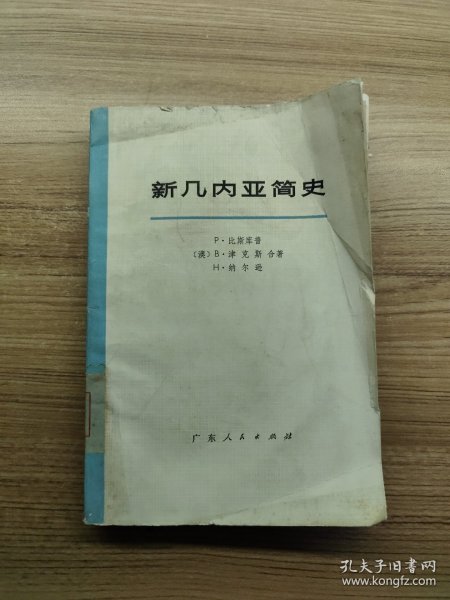 新几内亚简史
P·比斯库普
〔澳〕B·津克斯 合著
H·纳尔逊
广东人民出版社
孔夫子旧书网
www.kongfz.com